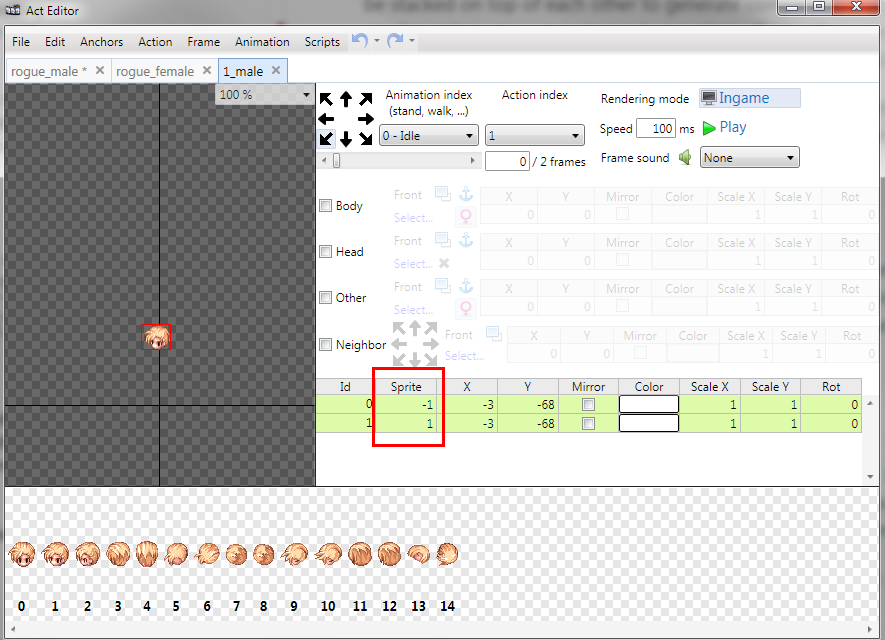 be stacked on top of each other to generate
Act Editor
File Edit Anchors Action Frame Animation Scripts
rogue_male * rogue_female 1_male
100 %
Animation index
(stand, walk, ...)
Action index
Rendering mode Ingame
0 - Idle 1
Speed 100 ms Play
0 / 2 frames
Frame sound None
Body Front X Y Mirror Color Scale X Scale Y Rot
Select... 0 0 1 1 0
Head Front X Y Mirror Color Scale X Scale Y Rot
Select... 0 0 1 1 0
Other Front X Y Mirror Color Scale X Scale Y Rot
Select... 0 0 1 1 0
Neighbor Front X Y Mirror Color Scale X Scale Y Rot
Select... 0 0 1 1 0
Id Sprite X Y Mirror Color Scale X Scale Y Rot
0 -1 -3 -68 1 1 0
1 1 -3 -68 1 1 0
0 1 2 3 4 5 6 7 8 9 10 11 12 13 14